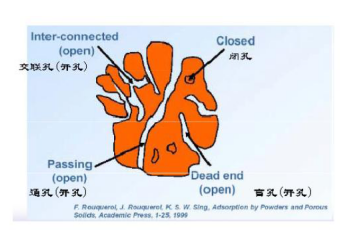 Inter-connected
(open)
交联孔(开孔)
Closed
闭孔
Passing
(open)
通孔(开孔)
Dead end
(open)
盲孔(开孔)
F. Rouquerol, J. Rouquerol, K. S. W. Sing, Adsorption by Powders and Porous
Solids, Academic Press, 1-25, 1999